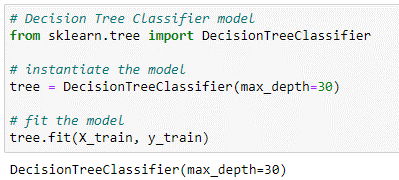 # Decision Tree Classifier model
from sklearn.tree import DecisionTreeClassifier
# instantiate the model
tree = DecisionTreeClassifier(max_depth=30)
# fit the model
tree.fit(X_train, y_train)
DecisionTreeClassifier(max_depth=30)